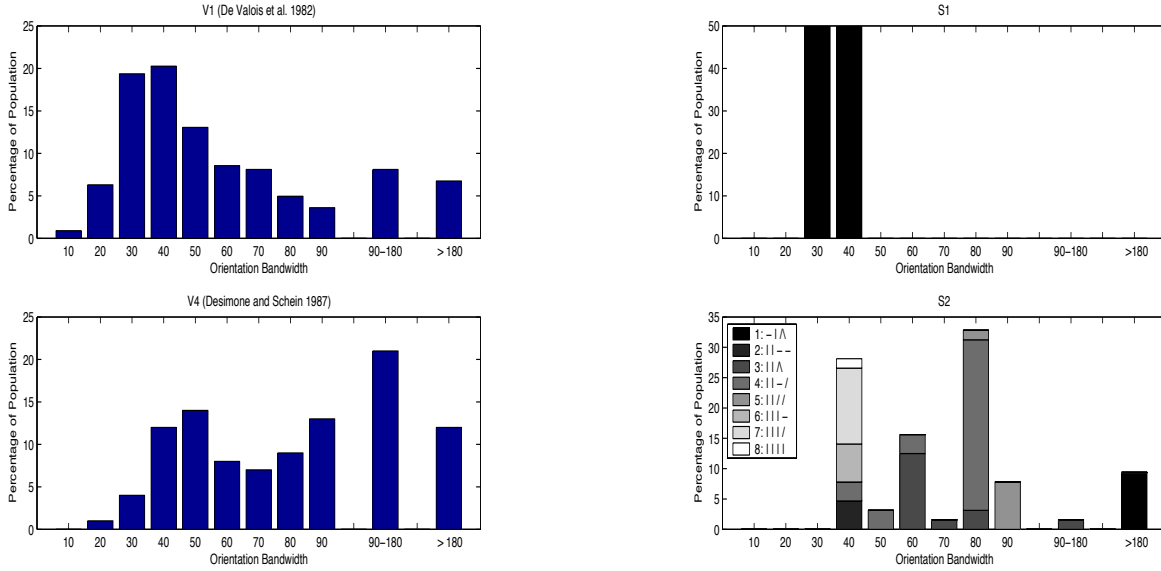 V1 (De Valois et al. 1982)
25
20
15
10
5
0
Percentage of Population
10 20 30 40 50 60 70 80 90 90-180 > 180
Orientation Bandwidth
S1
50
40
30
20
10
0
Percentage of Population
10 20 30 40 50 60 70 80 90 90-180 >180
Orientation Bandwidth
V4 (Desimone and Schein 1987)
25
20
15
10
5
0
Percentage of Population
10 20 30 40 50 60 70 80 90 90-180 > 180
Orientation Bandwidth
S2
35
30
25
20
15
10
5
0
Percentage of Population
1: – | / \
2: | | – –
3: | | / \
4: | | – /
5: | | / /
6: | | | –
7: | | | /
8: | | | |
10 20 30 40 50 60 70 80 90 90-180 >180
Orientation Bandwidth